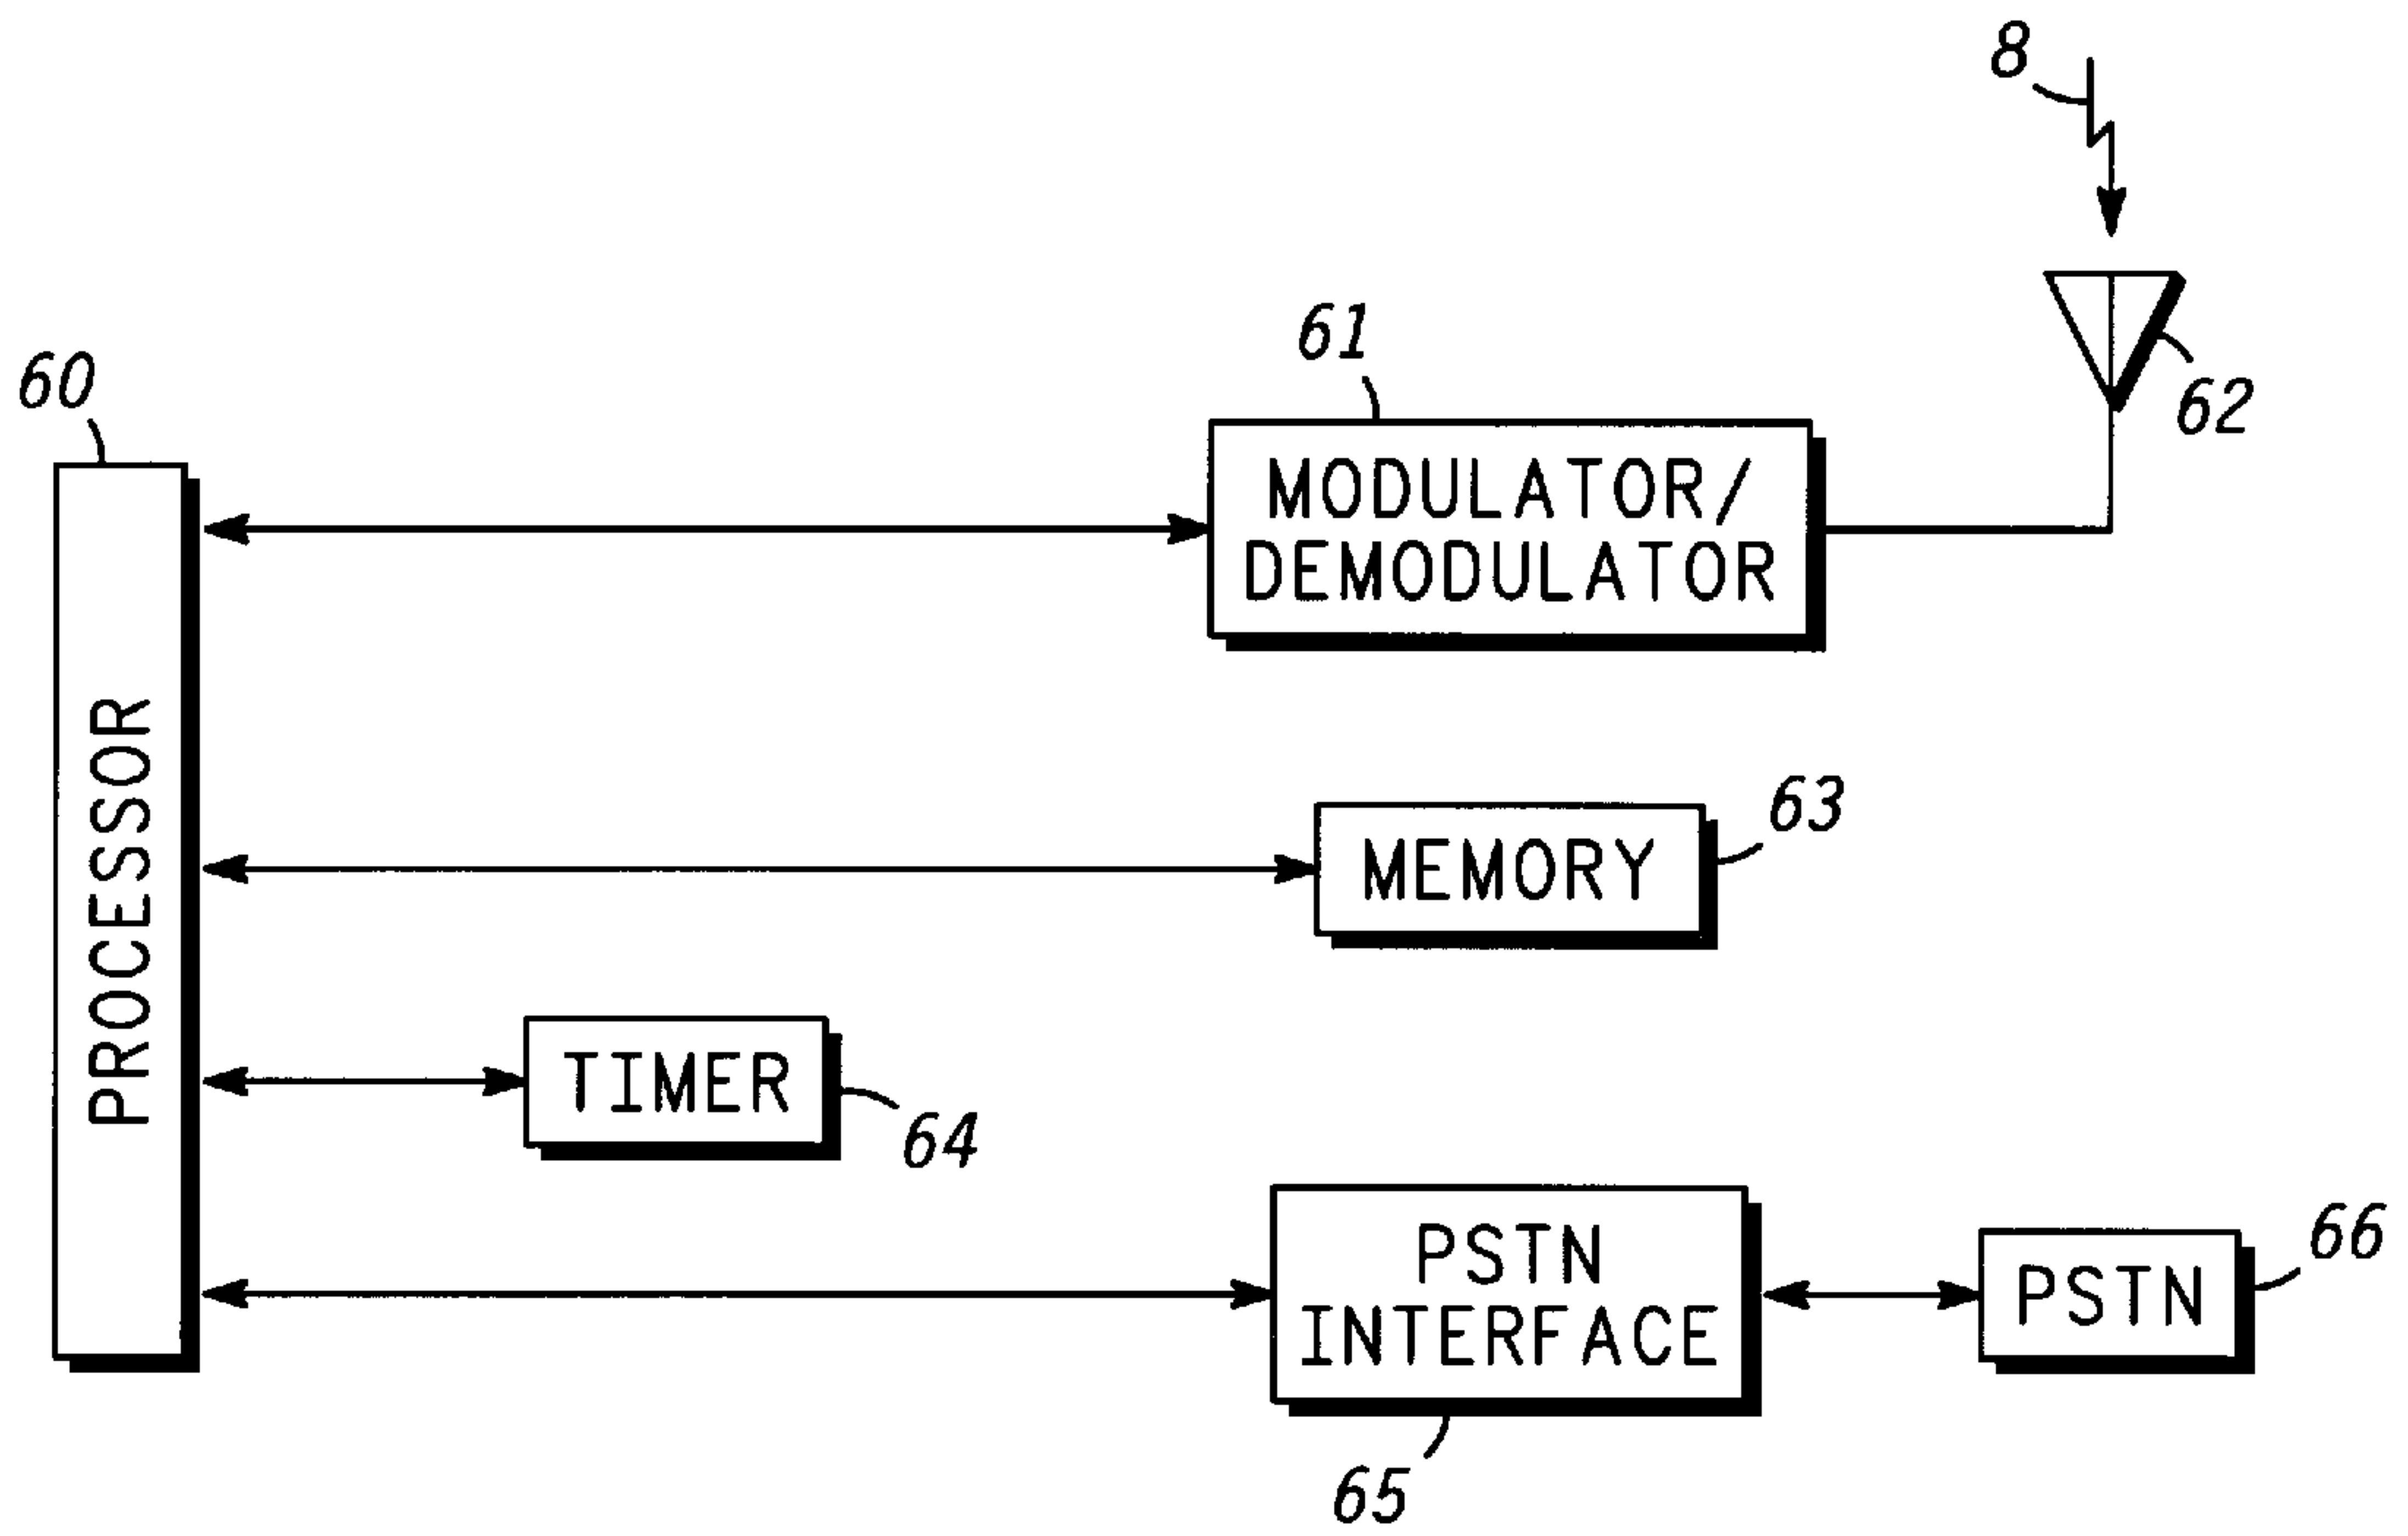 8
61
60
62
MODULATOR/
DEMODULATOR
PROCESSOR
63
MEMORY
TIMER
64
PSTN
INTERFACE
66
PSTN
65